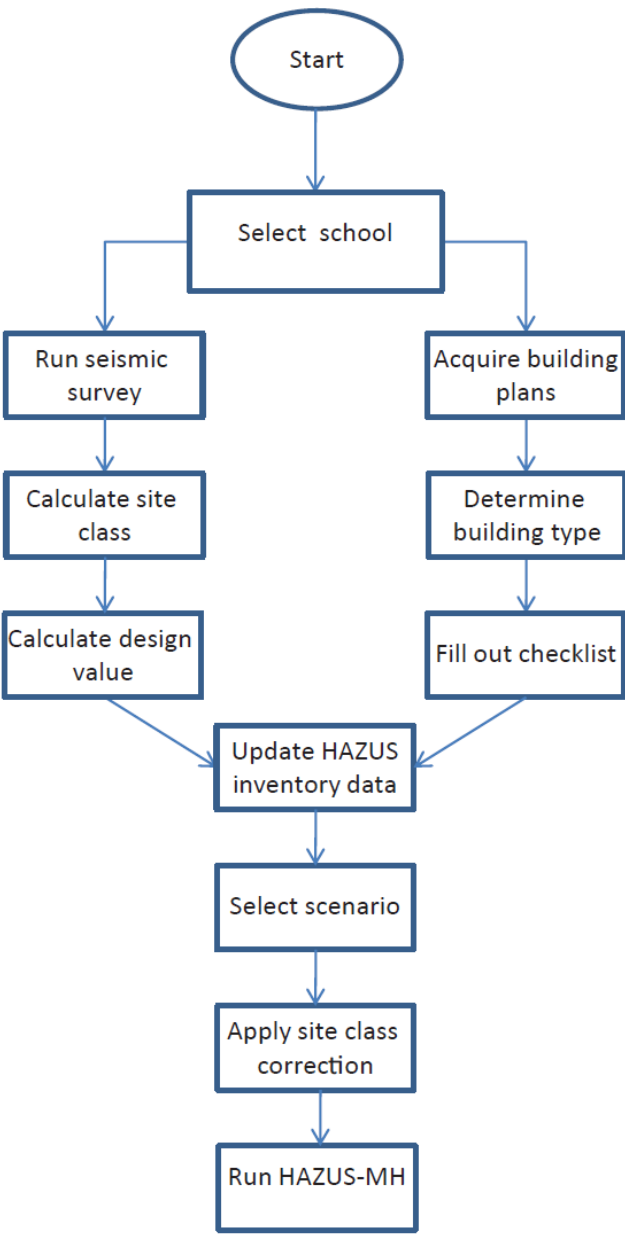 Start
Select school
Run seismic
survey
Acquire building
plans
Calculate site
class
Determine
building type
Calculate design
value
Fill out checklist
Update HAZUS
inventory data
Select scenario
Apply site class
correction
Run HAZUS-MH